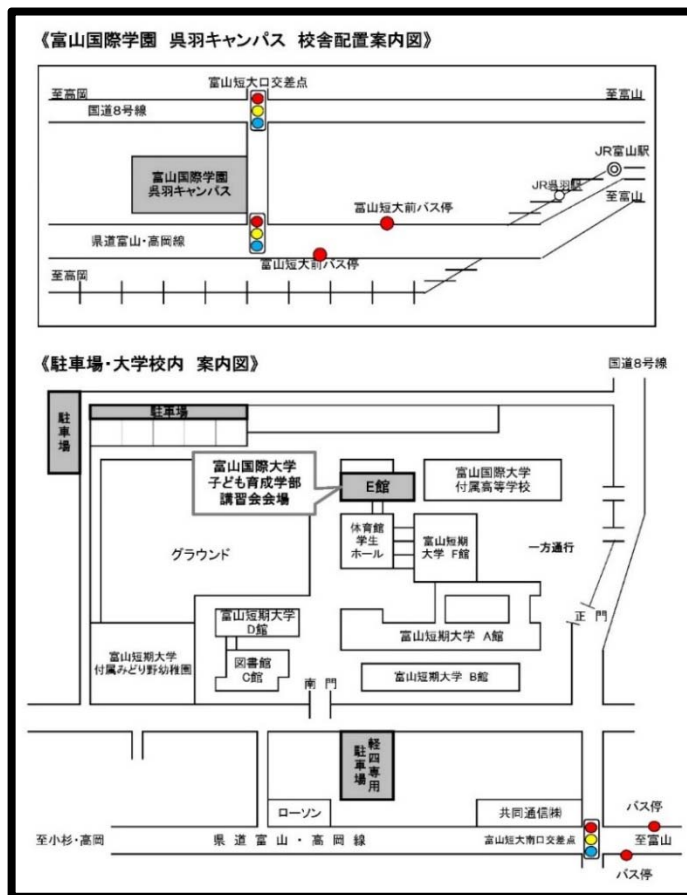 《富山国際学園 呉羽キャンパス 校舎配置案内図》
至高岡
富山短大口交差点
至富山
国道8号線
JR富山駅
富山国際学園
呉羽キャンパス
JR呉羽駅
富山短大前バス停
至富山
県道富山・高岡線
富山短大前バス停
至高岡
《駐車場・大学校内 案内図》
国道8号線
駐車場
駐車場
富山国際大学
子ども育成学部
講習会会場
E館
富山国際大学
付属高等学校
体育館
学生
ホール
富山短期
大学 F館
一方通行
グラウンド
正門
富山短期大学
D館
富山短期大学 A館
富山短期大学
付属みどり野幼稚園
図書館
C館
南門
富山短期大学 B館
軽四専用
駐車場
ローソン
共同通信㈱
バス停
至小杉・高岡
県道富山・高岡線
富山短大南口交差点
至富山
バス停